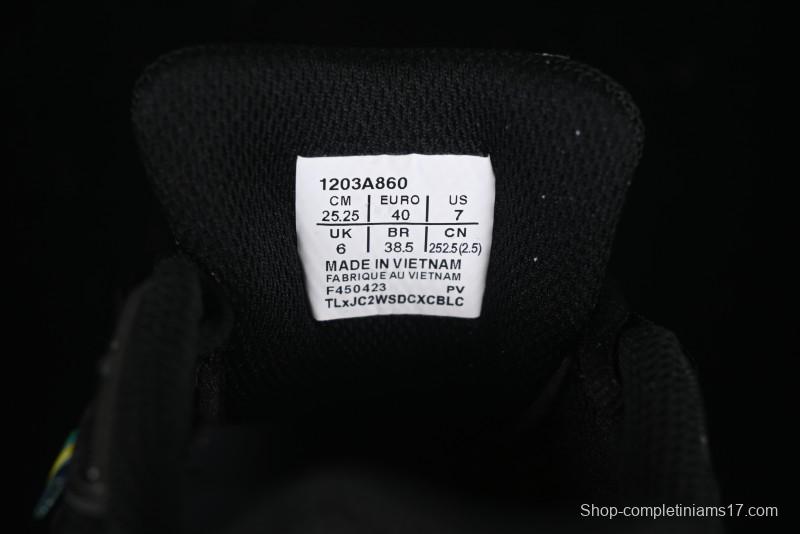 1203A860
CM EURO US
25.25 40 7
UK BR CN
6 38.5 252.5(2.5)
MADE IN VIETNAM
FABRIQUE AU VIETNAM
F450423 PV
TLxJC2WSDCXCBLC
Shop-completiniams17.com